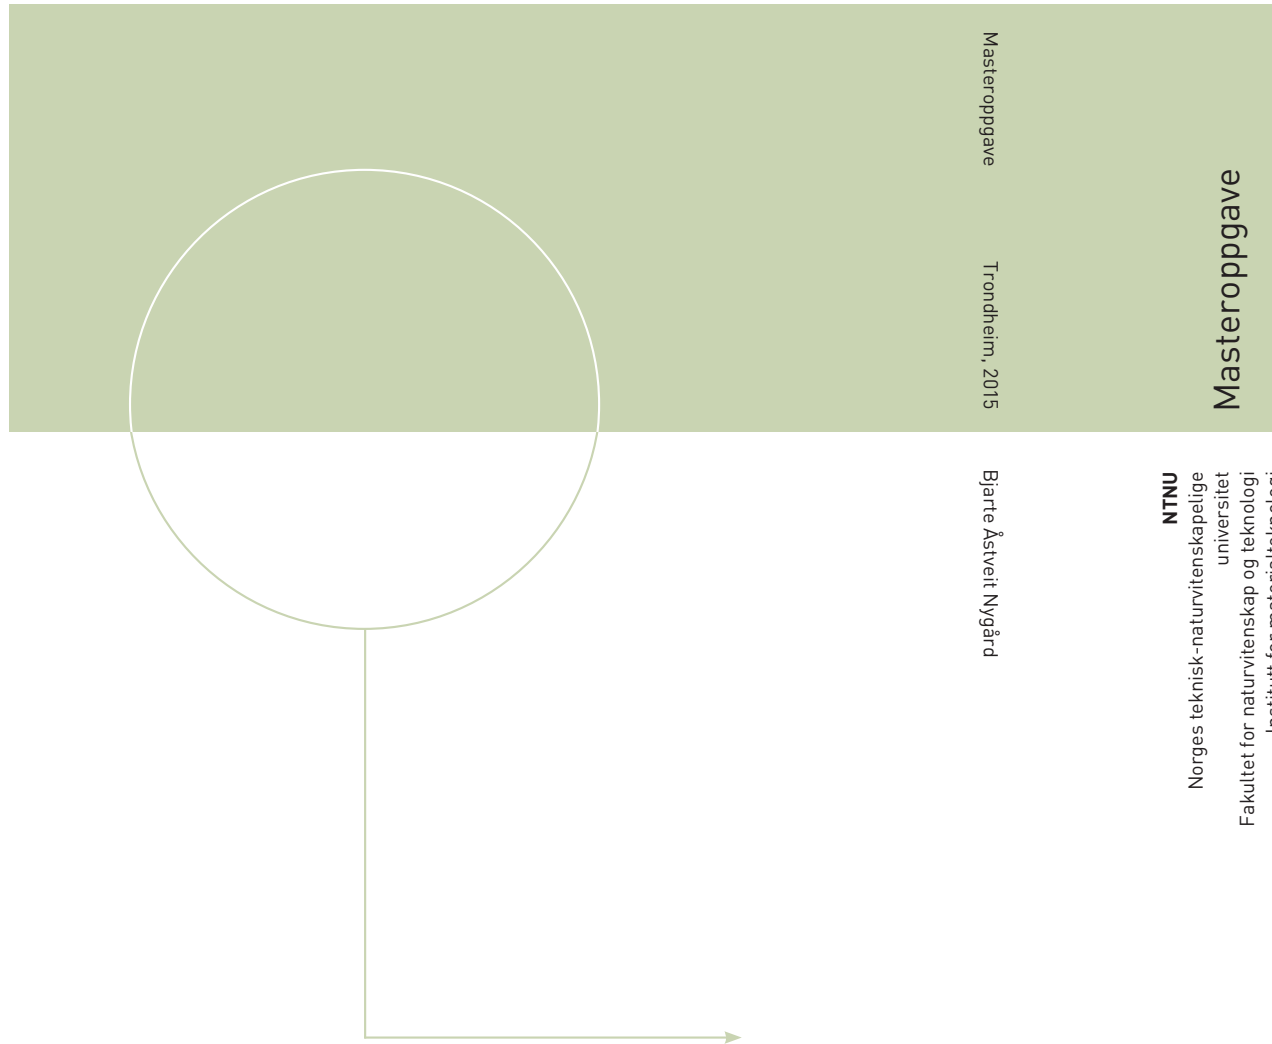 Masteroppgave
Trondheim, 2015
Bjarte Åstveit Nygård
Masteroppgave
NTNU
Norges teknisk-naturvitenskapelige
universitet
Fakultet for naturvitenskap og teknologi